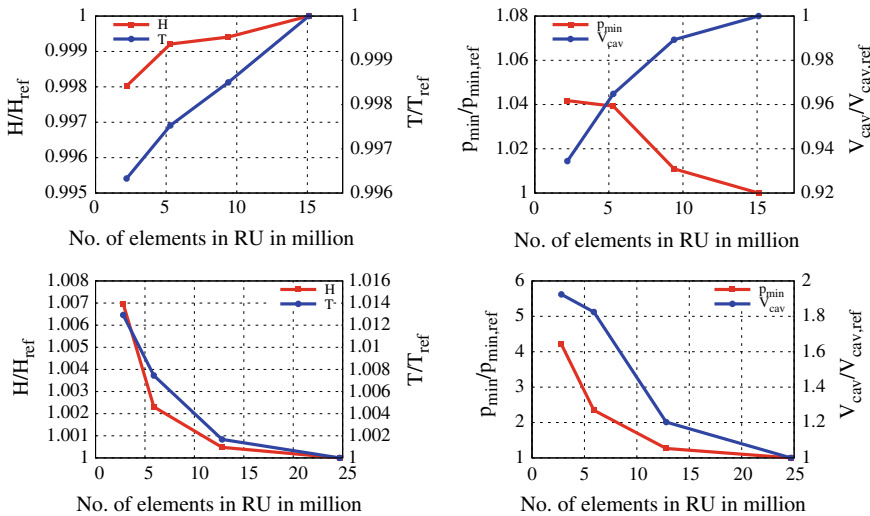 1
0.999
0.998
0.997
0.996
0.995
H/H_ref
H
T
1
0.999
0.998
0.997
0.996
T/T_ref
0 5 10 15
No. of elements in RU in million
1.08
1.06
1.04
1.02
1
p_min/p_min,ref
p_min
V_cav
1
0.98
0.96
0.94
0.92
V_cav/V_cav,ref
0 5 10 15
No. of elements in RU in million
1.008
1.007
1.006
1.005
1.004
1.003
1.002
1.001
1
H/H_ref
H
T
1.016
1.014
1.012
1.01
1.008
1.006
1.004
1.002
1
T/T_ref
0 5 10 15 20 25
No. of elements in RU in million
6
5
4
3
2
1
p_min/p_min,ref
p_min
V_cav
2
1.8
1.6
1.4
1.2
1
V_cav/V_cav,ref
0 5 10 15 20 25
No. of elements in RU in million